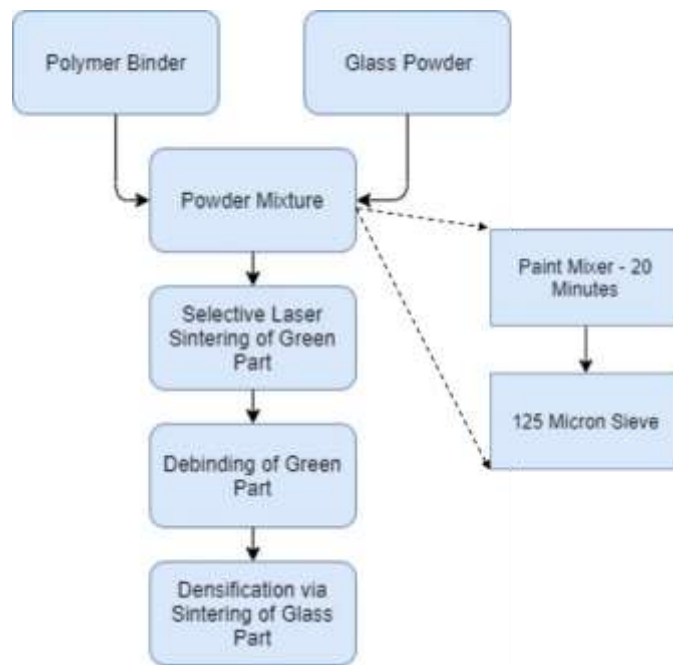 Polymer Binder
Glass Powder
Powder Mixture
Paint Mixer - 20
Minutes
Selective Laser
Sintering of Green
Part
125 Micron Sieve
Debinding of Green
Part
Densification via
Sintering of Glass
Part